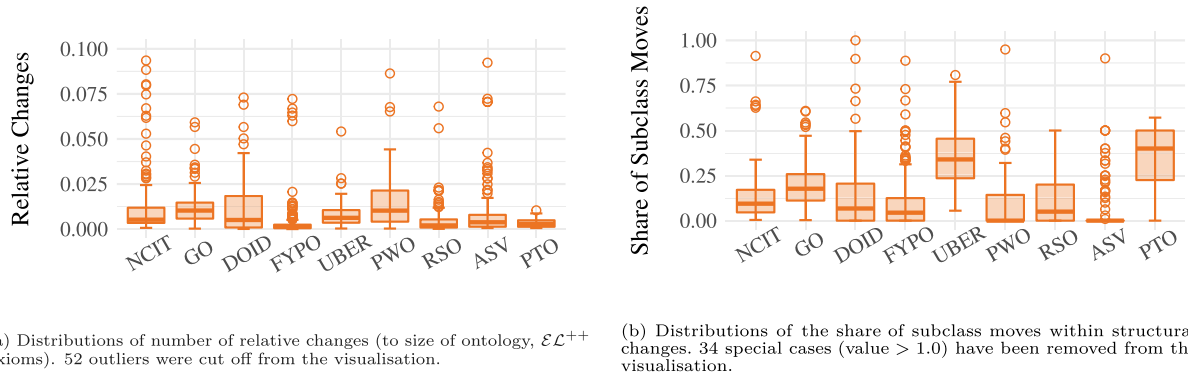 Relative Changes
0.100
0.075
0.050
0.025
0.000
NCIT
GO
DOID
FYPO
UBER
PWO
RSO
ASV
PTO
) Distributions of number of relative changes (to size of ontology, ℰℒ++
xioms). 52 outliers were cut off from the visualisation.
Share of Subclass Moves
1.00
0.75
0.50
0.25
0.00
NCIT
GO
DOID
FYPO
UBER
PWO
RSO
ASV
PTO
(b) Distributions of the share of subclass moves within structura
changes. 34 special cases (value > 1.0) have been removed from th
visualisation.